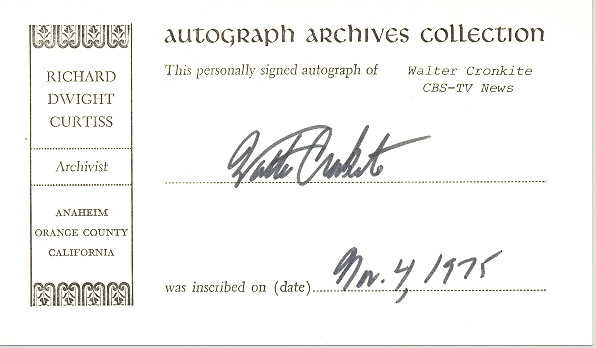 AUTOGRAPH ARCHIVES COLLECTION
RICHARD
DWIGHT
CURTISS
Archivist
ANAHEIM
ORANGE COUNTY
CALIFORNIA
This personally signed autograph of Walter Cronkite
CBS-TV News
Walter Cronkite
was inscribed on (date) Nov. 4, 1975